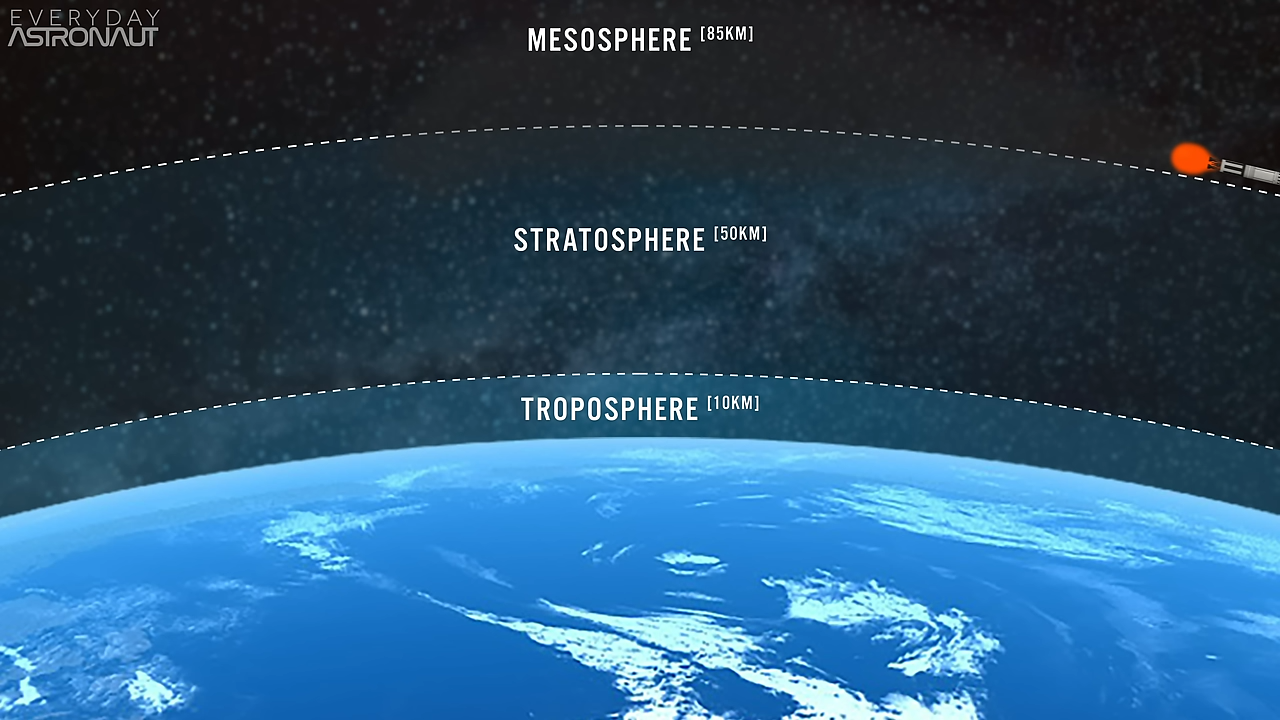 EVERYDAY
ASTRONAUT
MESOSPHERE [85KM]
STRATOSPHERE [50KM]
TROPOSPHERE [10KM]